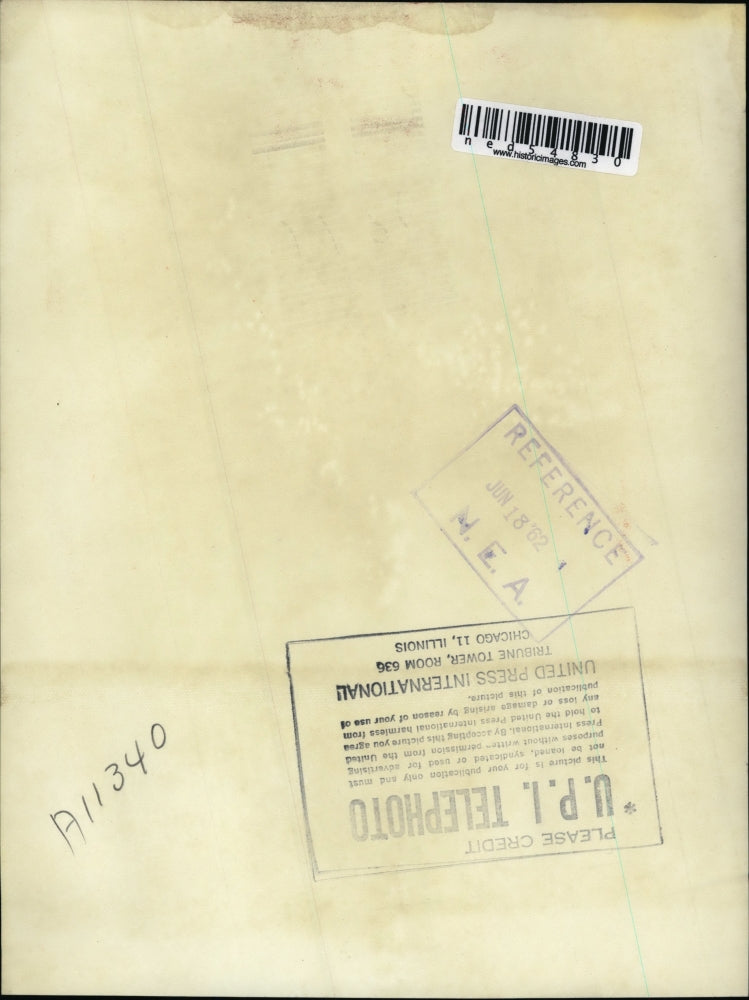 ned54830
www.historicimages.com
REFERENCE
JUN 18 '62
N. E. A.
PLEASE CREDIT
* U.P.I. TELEPHOTO
This picture is for your publication only and must
not be loaned, syndicated or used for advertising
purposes without written permission from the United
Press International. By accepting this picture you agree
to hold the United Press International harmless from
any loss or damage arising by reason of your use of
publication of this picture.
UNITED PRESS INTERNATIONAL
TRIBUNE TOWER, ROOM 636
CHICAGO 11, ILLINOIS
A11340